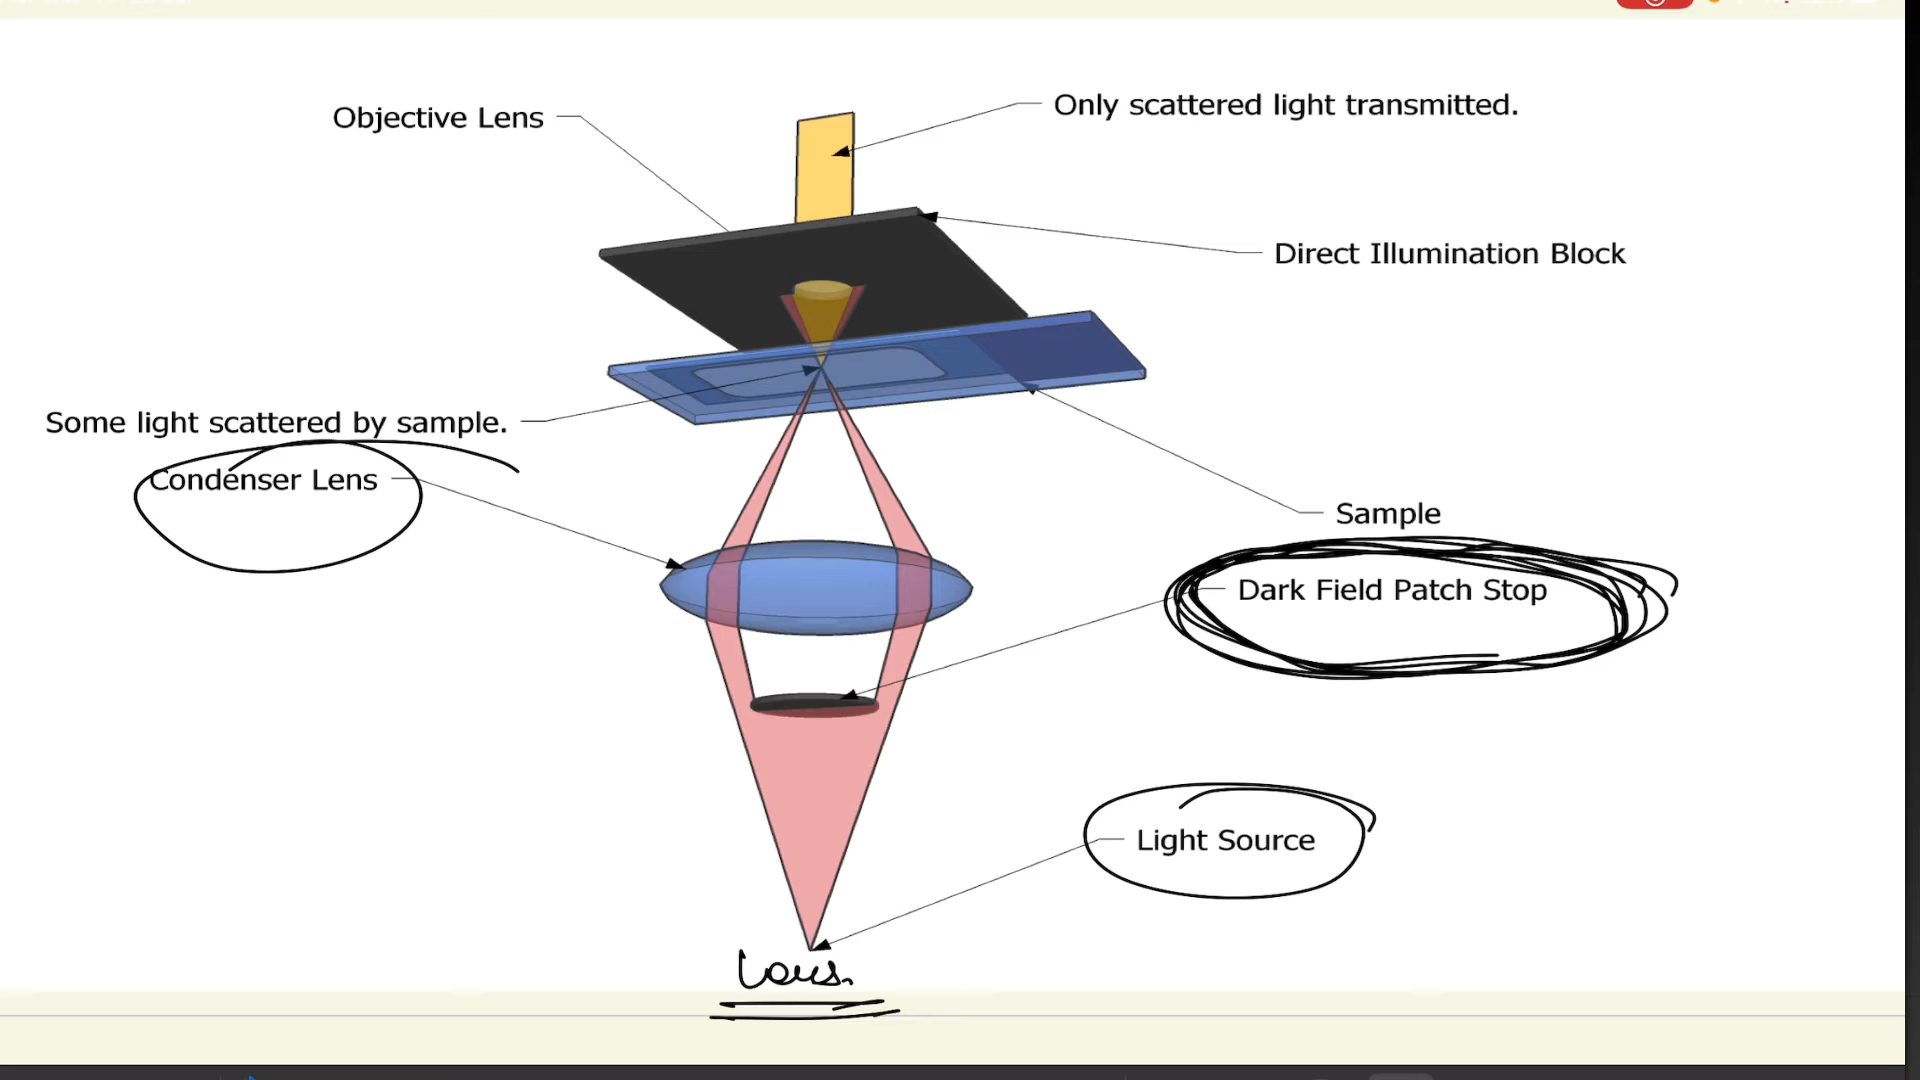 Objective Lens
Only scattered light transmitted.
Direct Illumination Block
Some light scattered by sample.
Condenser Lens
Sample
Dark Field Patch Stop
Light Source